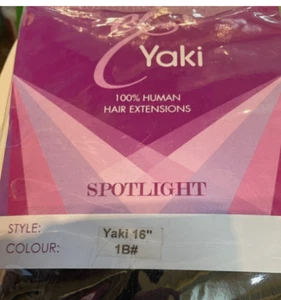 Yaki
100% HUMAN
HAIR EXTENSIONS
SPOTLIGHT
STYLE: Yaki 16"
COLOUR: 1B#